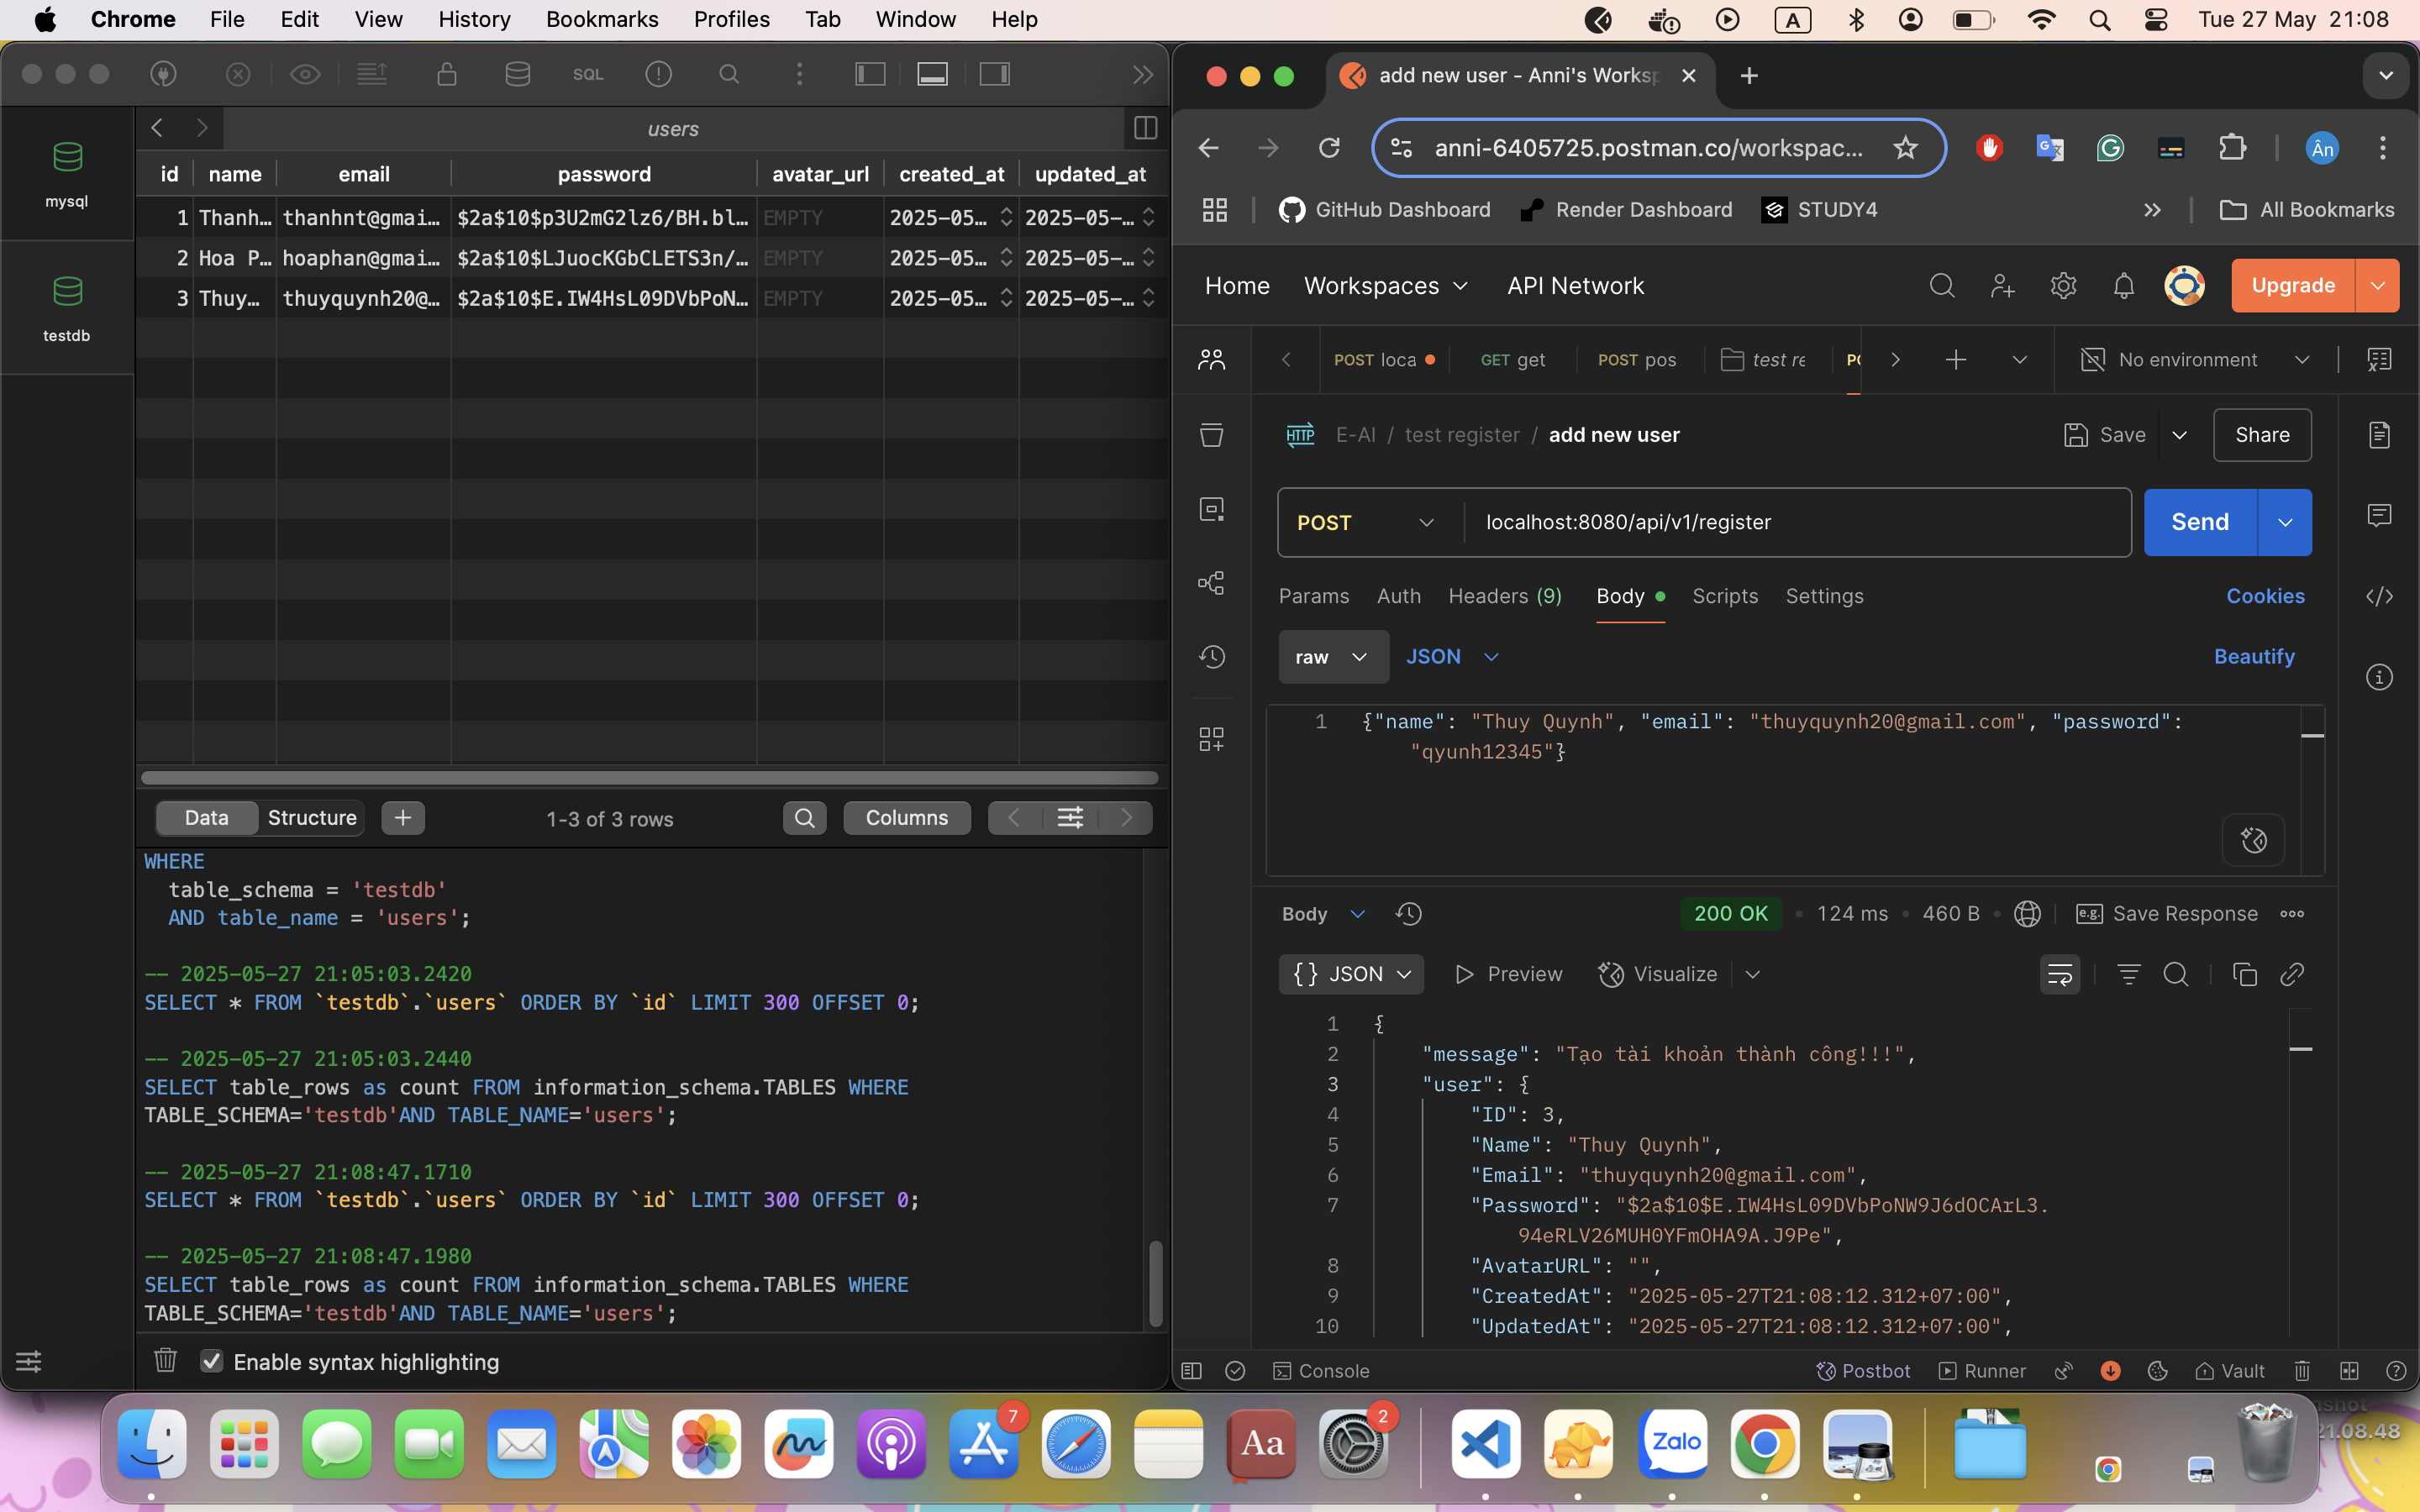 Chrome File Edit View History Bookmarks Profiles Tab Window Help A Tue 27 May 21:08
SQL
users
mysql
testdb
id name email password avatar_url created_at updated_at
1 Thanh... thanhnt@gmai... $2a$10$p3U2mG2lz6/BH.bl... EMPTY 2025-05... 2025-05-...
2 Hoa P... hoaphan@gmai... $2a$10$LJuocKGbCLETS3n/... EMPTY 2025-05... 2025-05-...
3 Thuy... thuyquynh20@... $2a$10$E.IW4HsL09DVbPoN... EMPTY 2025-05... 2025-05-...
Data Structure + 1-3 of 3 rows Columns
WHERE
table_schema = 'testdb'
AND table_name = 'users';
-- 2025-05-27 21:05:03.2420
SELECT * FROM `testdb`.`users` ORDER BY `id` LIMIT 300 OFFSET 0;
-- 2025-05-27 21:05:03.2440
SELECT table_rows as count FROM information_schema.TABLES WHERE
TABLE_SCHEMA='testdb'AND TABLE_NAME='users';
-- 2025-05-27 21:08:47.1710
SELECT * FROM `testdb`.`users` ORDER BY `id` LIMIT 300 OFFSET 0;
-- 2025-05-27 21:08:47.1980
SELECT table_rows as count FROM information_schema.TABLES WHERE
TABLE_SCHEMA='testdb'AND TABLE_NAME='users';
Enable syntax highlighting
add new user - Anni's Worksp
anni-6405725.postman.co/workspac... Ân
GitHub Dashboard Render Dashboard STUDY4 All Bookmarks
Home Workspaces API Network Upgrade
POST loca GET get POST pos test re PO No environment
HTTP E-AI / test register / add new user Save Share
POST localhost:8080/api/v1/register Send
Params Auth Headers (9) Body Scripts Settings Cookies
raw JSON Beautify
1 {"name": "Thuy Quynh", "email": "thuyquynh20@gmail.com", "password":
"qyunh12345"}
Body 200 OK 124 ms 460 B e.g. Save Response
{} JSON Preview Visualize
1 {
2 "message": "Tạo tài khoản thành công!!!",
3 "user": {
4 "ID": 3,
5 "Name": "Thuy Quynh",
6 "Email": "thuyquynh20@gmail.com",
7 "Password": "$2a$10$E.IW4HsL09DVbPoNW9J6dOCArL3.
94eRLV26MUH0YFmOHA9A.J9Pe",
8 "AvatarURL": "",
9 "CreatedAt": "2025-05-27T21:08:12.312+07:00",
10 "UpdatedAt": "2025-05-27T21:08:12.312+07:00",
Console Postbot Runner Vault
7 Aa 2 Zalo
nshot
21.08.48